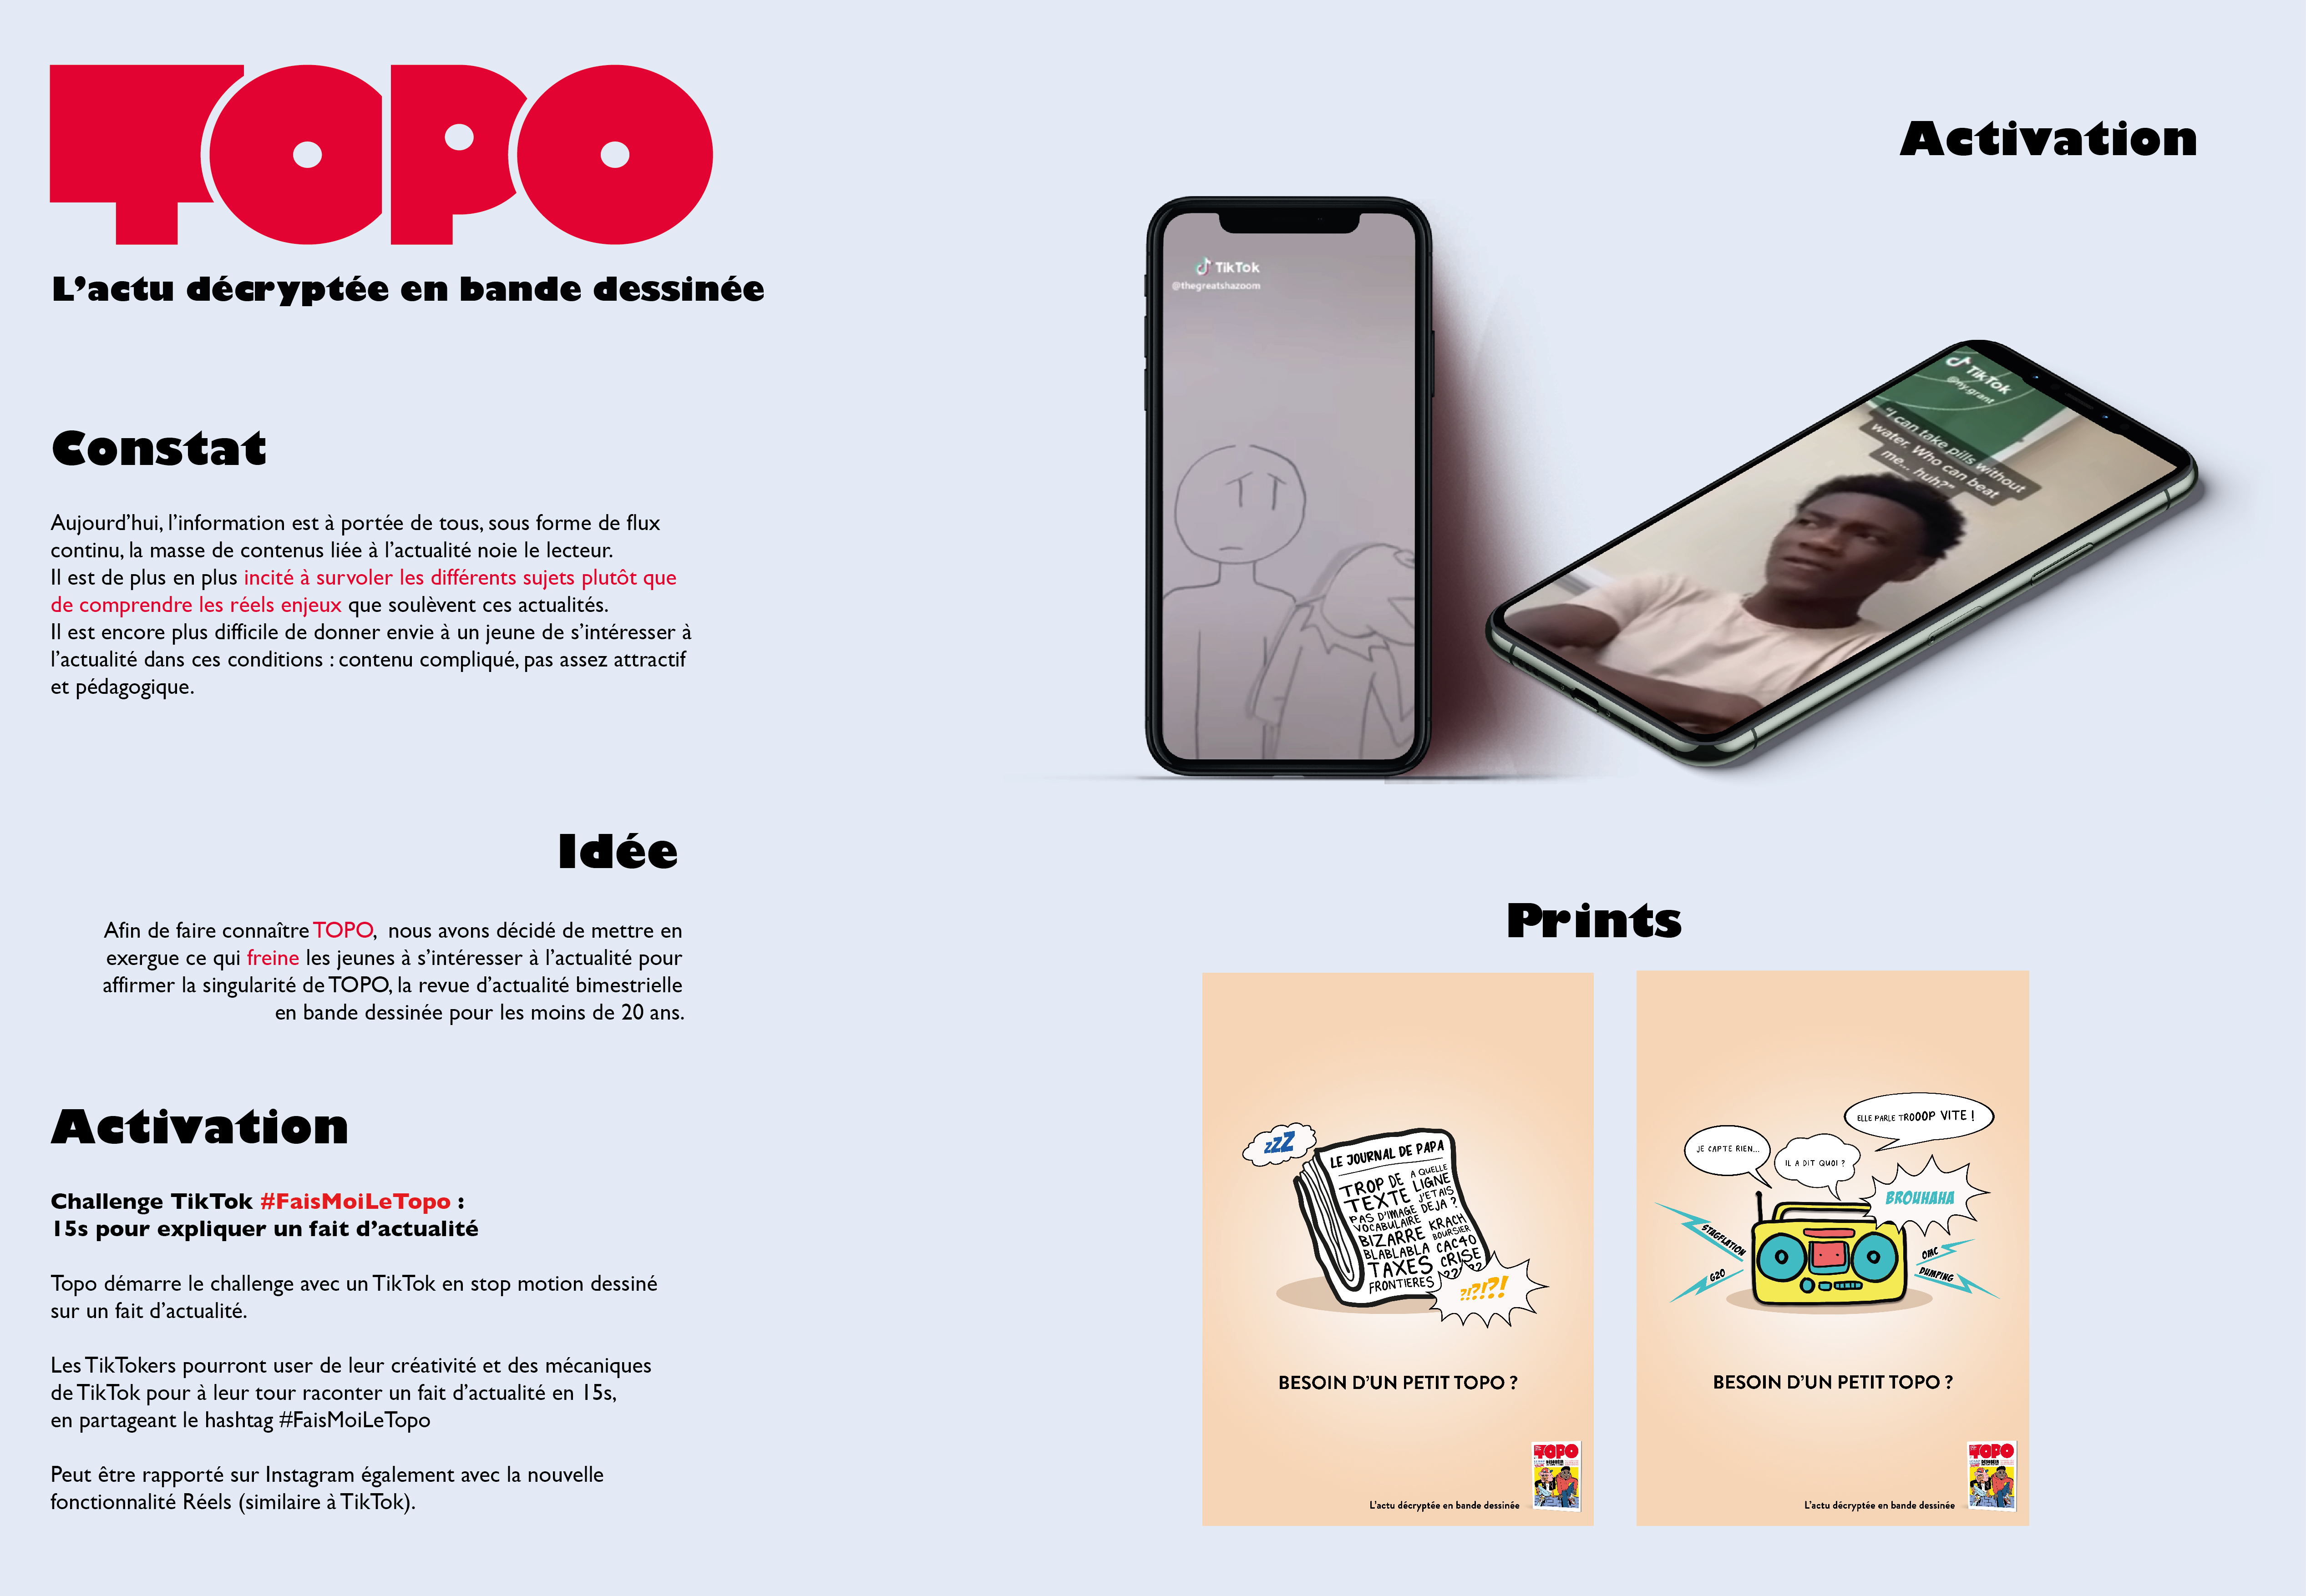 TOPO
L'actu décryptée en bande dessinée
Constat
Aujourd'hui, l'information est à portée de tous, sous forme de flux
continu, la masse de contenus liée à l'actualité noie le lecteur.
Il est de plus en plus incité à survoler les différents sujets plutôt que
de comprendre les réels enjeux que soulèvent ces actualités.
Il est encore plus difficile de donner envie à un jeune de s'intéresser à
l'actualité dans ces conditions : contenu compliqué, pas assez attractif
et pédagogique.
Idée
Afin de faire connaître TOPO, nous avons décidé de mettre en
exergue ce qui freine les jeunes à s'intéresser à l'actualité pour
affirmer la singularité de TOPO, la revue d'actualité bimestrielle
en bande dessinée pour les moins de 20 ans.
Activation
Challenge TikTok #FaisMoiLeTopo :
15s pour expliquer un fait d'actualité
Topo démarre le challenge avec un TikTok en stop motion dessiné
sur un fait d'actualité.
Les TikTokers pourront user de leur créativité et des mécaniques
de TikTok pour à leur tour raconter un fait d'actualité en 15s,
en partageant le hashtag #FaisMoiLeTopo
Peut être rapporté sur Instagram également avec la nouvelle
fonctionnalité Réels (similaire à TikTok).
Activation
TikTok
@thegreatshazoom
TikTok
@ny.grant
"I can take pills without
water. Who can beat
me... huh?"
Prints
zzZ
LE JOURNAL DE PAPA
TROP DE
TEXTE
PAS D'IMAGE
VOCABULAIRE
BIZARRE
BLABLABLA
TAXES
FRONTIERES
A QUELLE
LIGNE
J'ETAIS
DEJA ?
KRACH
BOURSIER
CAC40
CRISE
????
?!?!?!
BESOIN D'UN PETIT TOPO ?
L'actu décryptée en bande dessinée
TOPO
ELLE PARLE TROOOP VITE !
JE CAPTE RIEN...
IL A DIT QUOI ?
BROUHAHA
STAGFLATION
G20
OMC
DUMPING
BESOIN D'UN PETIT TOPO ?
L'actu décryptée en bande dessinée
TOPO